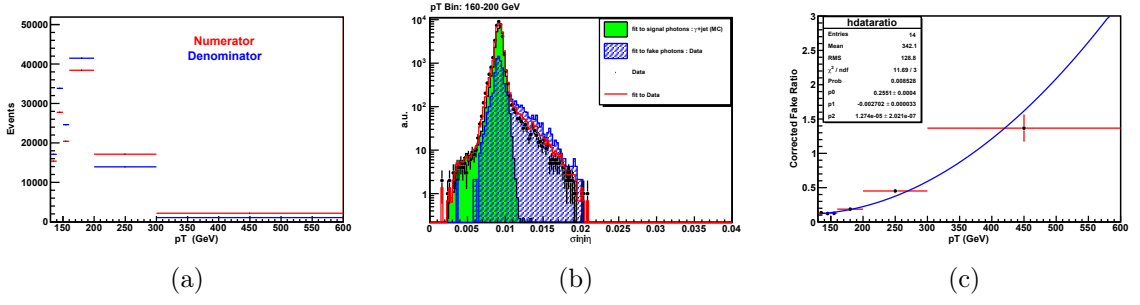 Numerator
Denominator
Events
50000
40000
30000
20000
10000
0
150 200 250 300 350 400 450 500 550 600
pT (GeV)
(a)
pT Bin: 160-200 GeV
fit to signal photons : γ+jet (MC)
fit to fake photons : Data
Data
fit to Data
a.u.
10⁴
10³
10²
10
1
0 0.005 0.01 0.015 0.02 0.025 0.03 0.035 0.04
σiηiη
(b)
hdataratio
Entries 14
Mean 342.1
RMS 128.8
χ² / ndf 11.69 / 3
Prob 0.008528
p0 0.2551 ± 0.0004
p1 -0.002702 ± 0.000033
p2 1.274e-05 ± 2.021e-07
Corrected Fake Ratio
3
2.5
2
1.5
1
0.5
0
150 200 250 300 350 400 450 500 550 600
pT (GeV)
(c)